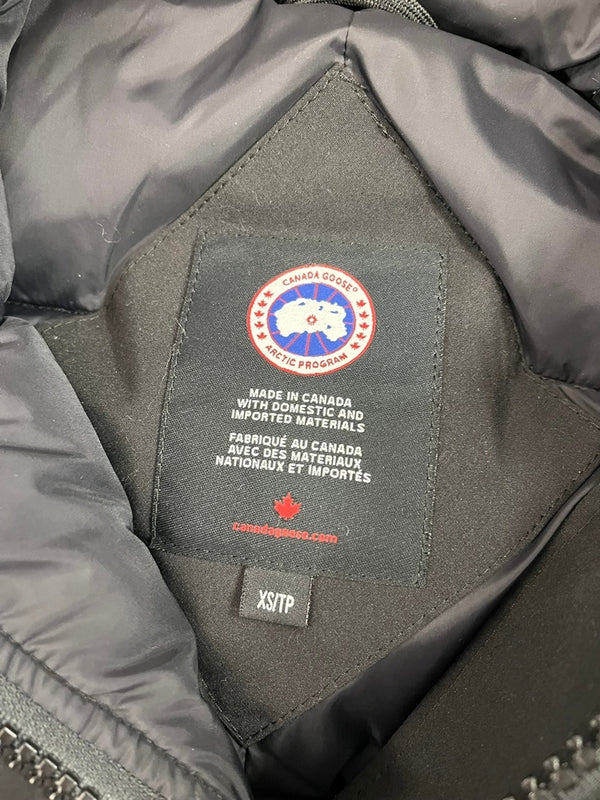 CANADA GOOSE®
ARCTIC PROGRAM
MADE IN CANADA
WITH DOMESTIC AND
IMPORTED MATERIALS
FABRIQUÉ AU CANADA
AVEC DES MATERIAUX
NATIONAUX ET IMPORTÉS
canadagoose.com
XS/TP